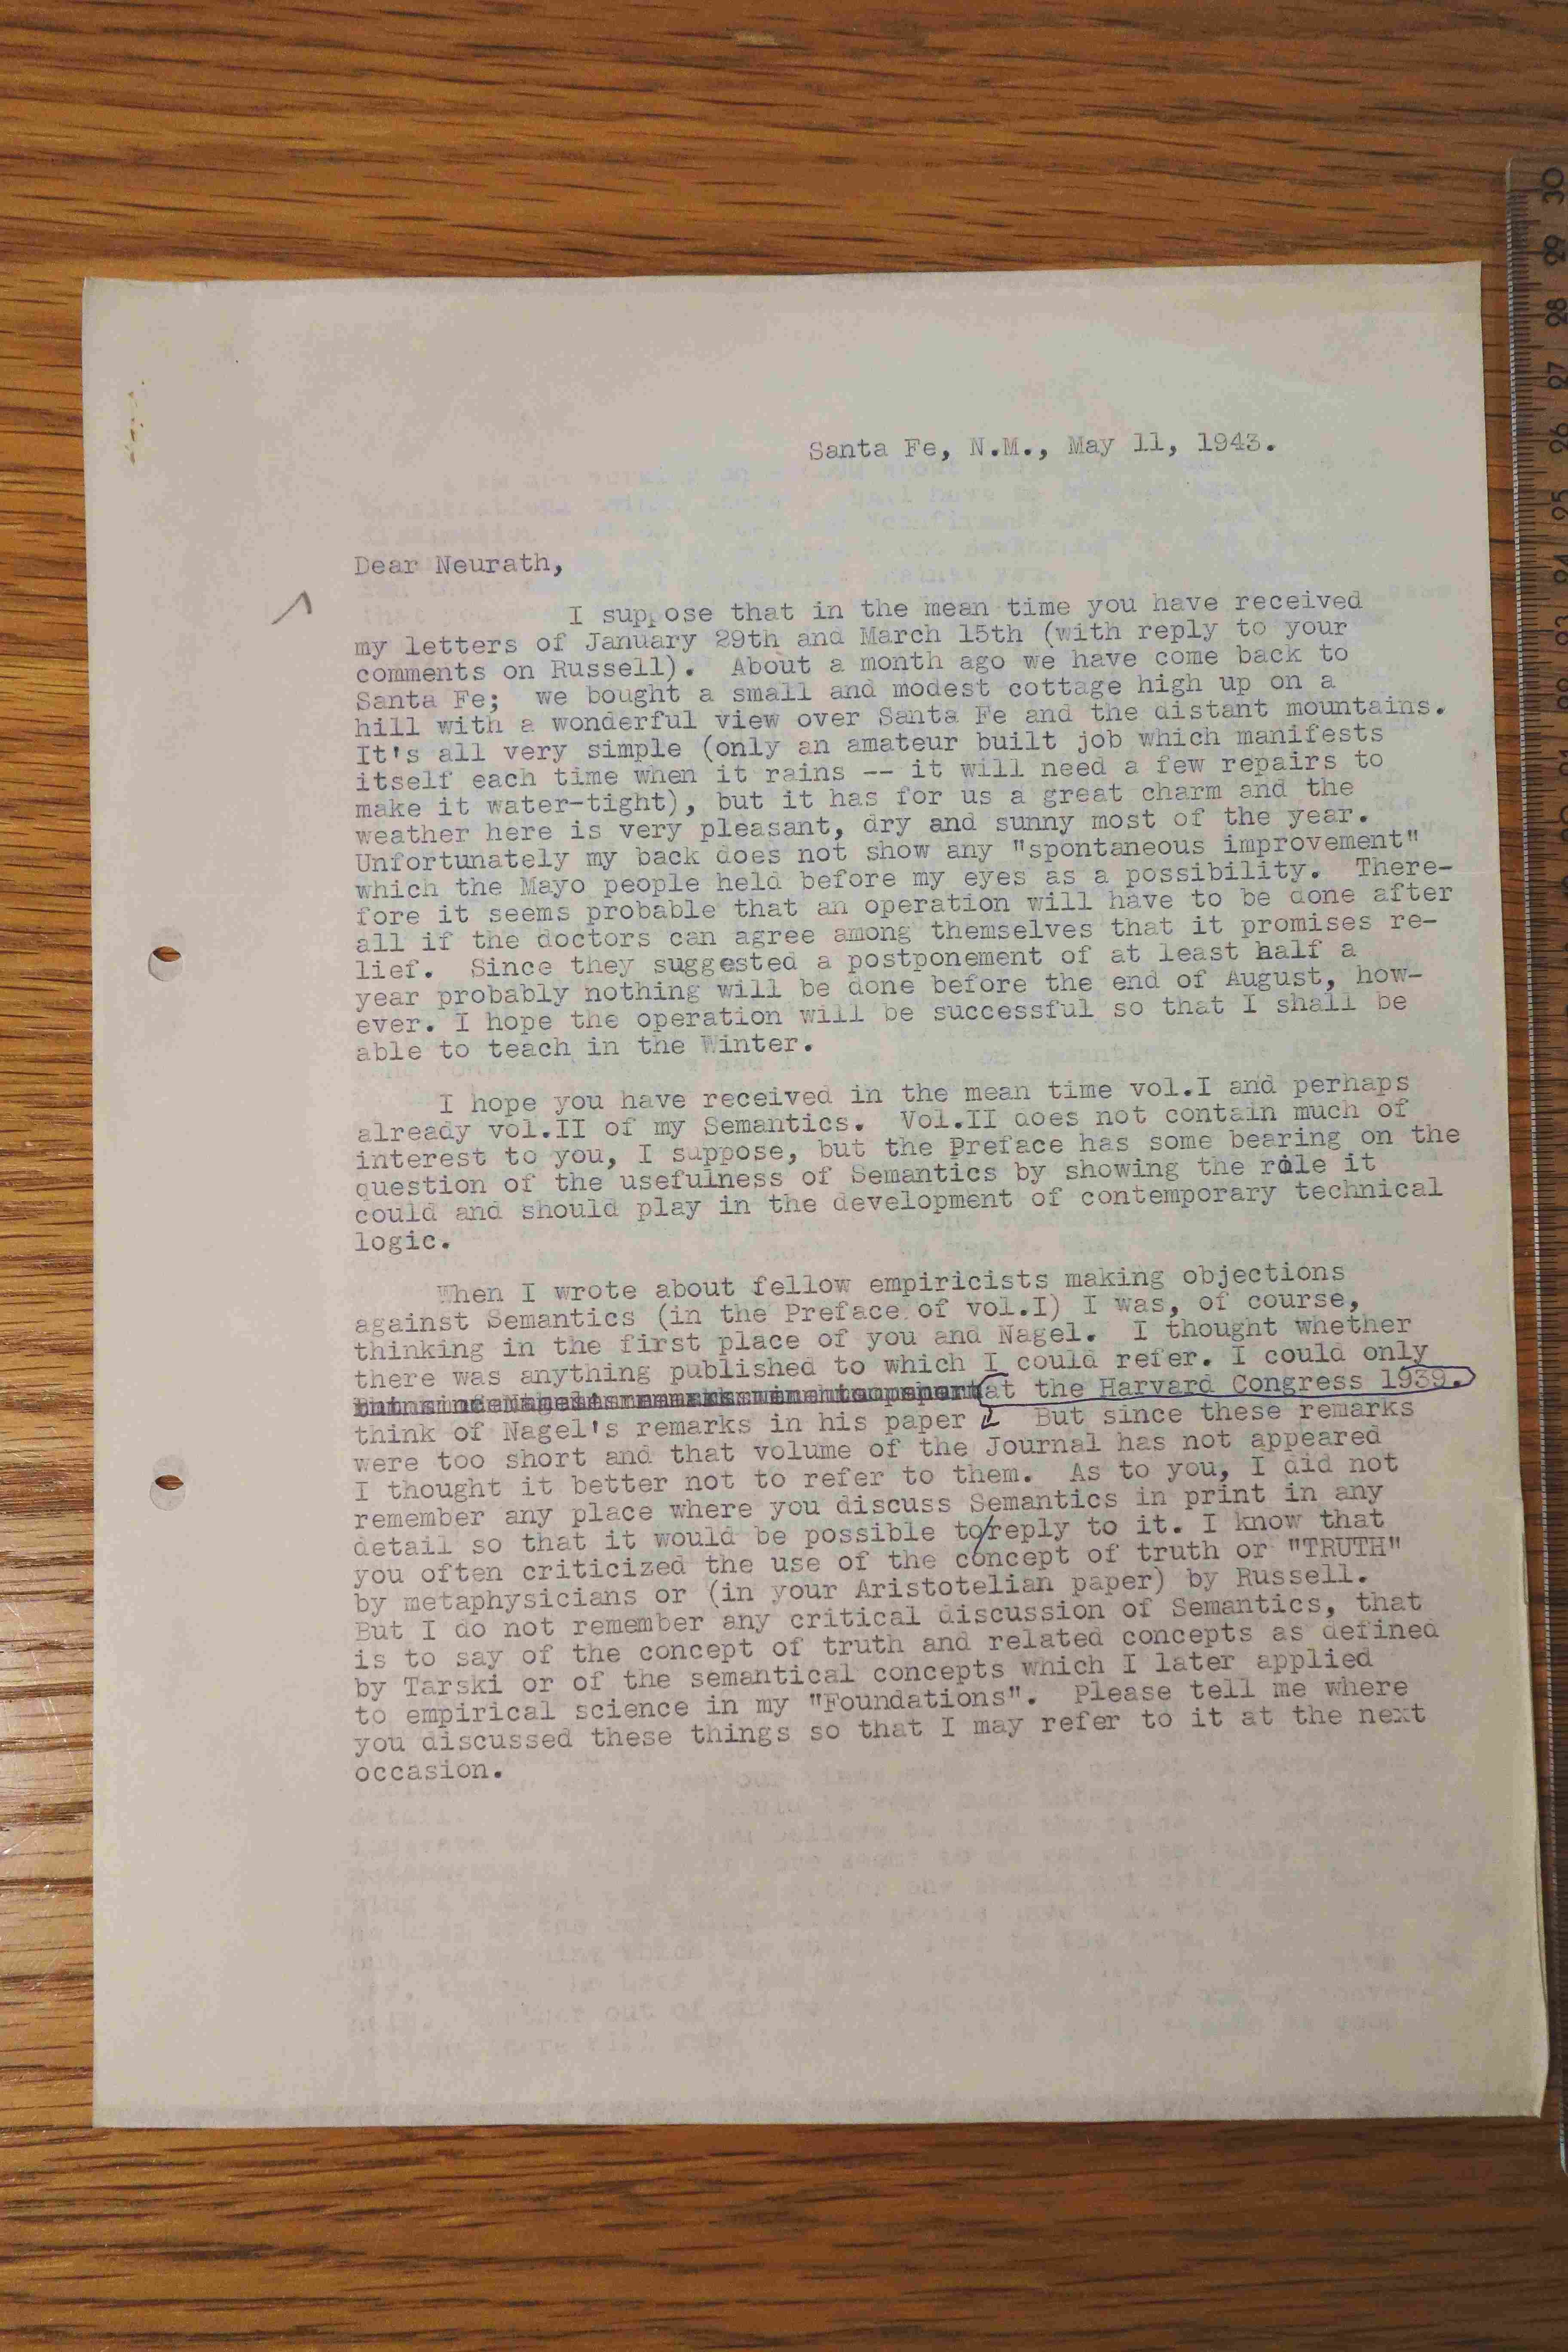 Santa Fe, N.M., May 11, 1943.
Dear Neurath,
I suppose that in the mean time you have received
my letters of January 29th and March 15th (with reply to your
comments on Russell). About a month ago we have come back to
Santa Fe; we bought a small and modest cottage high up on a
hill with a wonderful view over Santa Fe and the distant mountains.
It's all very simple (only an amateur built job which manifests
itself each time when it rains -- it will need a few repairs to
make it water-tight), but it has for us a great charm and the
weather here is very pleasant, dry and sunny most of the year.
Unfortunately my back does not show any "spontaneous improvement"
which the Mayo people held before my eyes as a possibility. There-
fore it seems probable that an operation will have to be done after
all if the doctors can agree among themselves that it promises re-
lief. Since they suggested a postponement of at least half a
year probably nothing will be done before the end of August, how-
ever. I hope the operation will be successful so that I shall be
able to teach in the Winter.
I hope you have received in the mean time vol.I and perhaps
already vol.II of my Semantics. Vol.II does not contain much of
interest to you, I suppose, but the Preface has some bearing on the
question of the usefulness of Semantics by showing the rôle it
could and should play in the development of contemporary technical
logic.
When I wrote about fellow empiricists making objections
against Semantics (in the Preface of vol.I) I was, of course,
thinking in the first place of you and Nagel. I thought whether
there was anything published to which I could refer. I could only
at the Harvard Congress 1939.
think of Nagel's remarks in his paper But since these remarks
were too short and that volume of the Journal has not appeared
I thought it better not to refer to them. As to you, I did not
remember any place where you discuss Semantics in print in any
detail so that it would be possible to/reply to it. I know that
you often criticized the use of the concept of truth or "TRUTH"
by metaphysicians or (in your Aristotelian paper) by Russell.
But I do not remember any critical discussion of Semantics, that
is to say of the concept of truth and related concepts as defined
by Tarski or of the semantical concepts which I later applied
to empirical science in my "Foundations". Please tell me where
you discussed these things so that I may refer to it at the next
occasion.
30
29
28
27
26
25
24
23